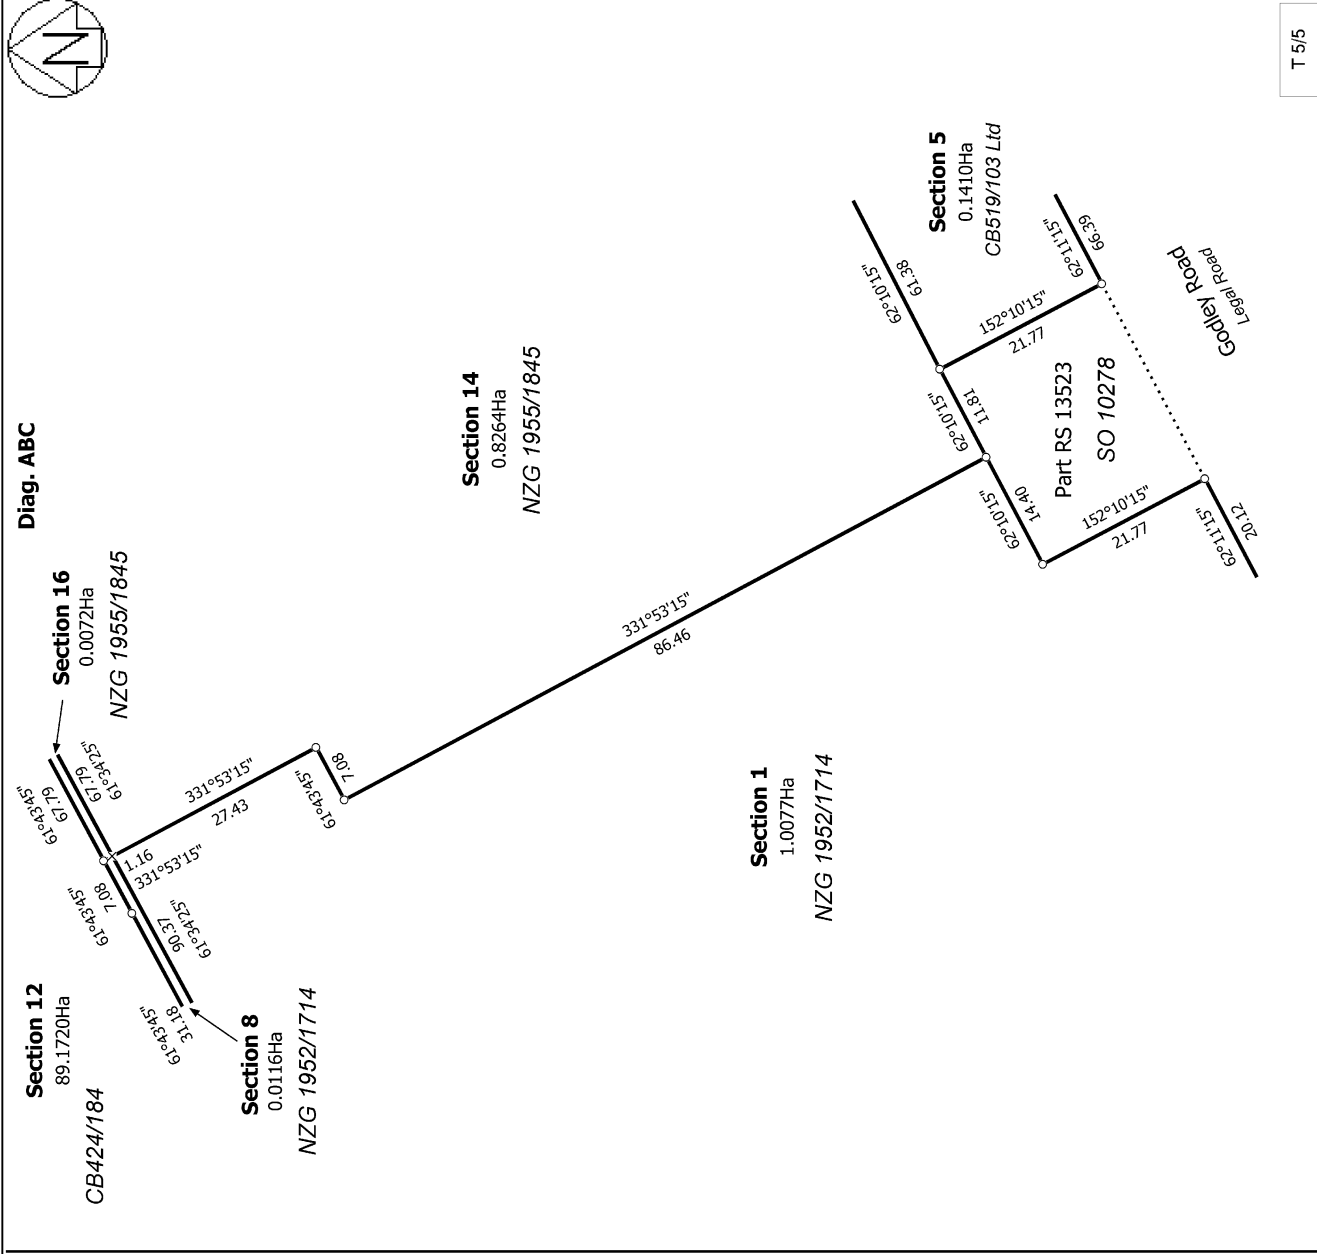 Diag. ABC
Section 16
0.0072Ha
NZG 1955/1845
Section 12
89.1720Ha
CB424/184
Section 8
0.0116Ha
NZG 1952/1714
61°43'45"
67.79
67.79
61°34'25"
61°43'45"
7.08
1.16
331°53'15"
90.37
61°34'25"
61°43'45"
31.18
331°53'15"
27.43
61°43'45"
7.08
Section 14
0.8264Ha
NZG 1955/1845
331°53'15"
86.46
Section 1
1.0077Ha
NZG 1952/1714
Section 5
0.1410Ha
CB519/103 Ltd
62°10'15"
61.38
62°11'15"
66.39
152°10'15"
21.77
62°10'15"
11.81
62°10'15"
14.40
Part RS 13523
SO 10278
152°10'15"
21.77
62°11'15"
20.12
Godley Road
Legal Road
N
T 5/5